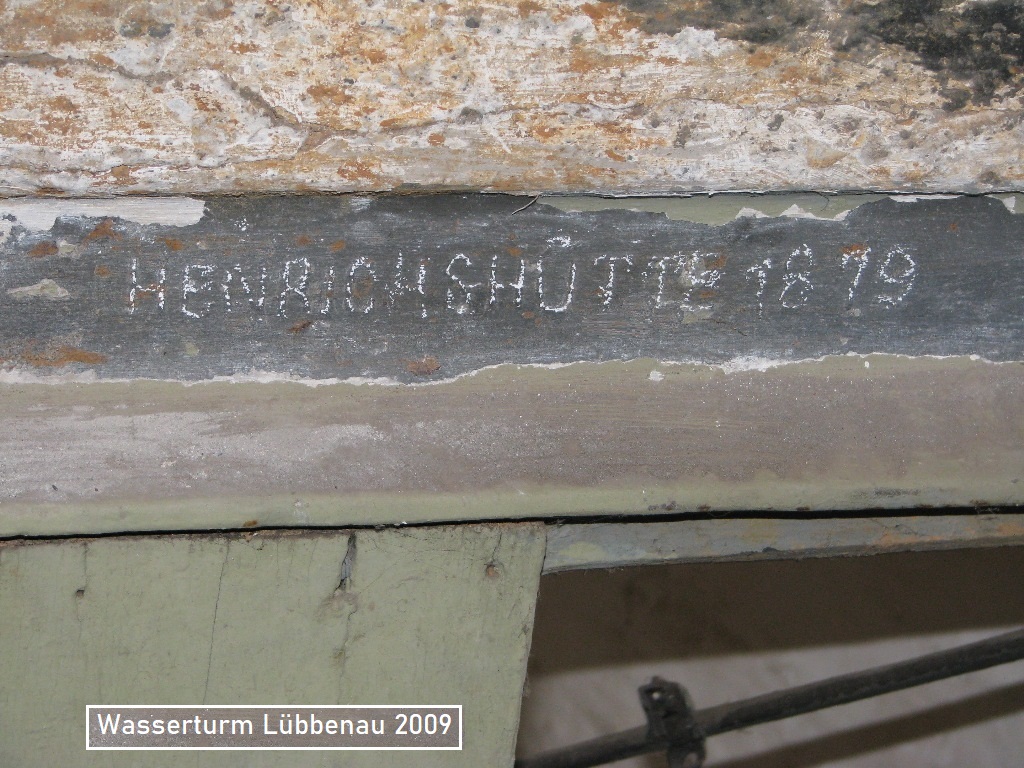 HENRICHSHÜTTE 1879
Wasserturm Lübbenau 2009